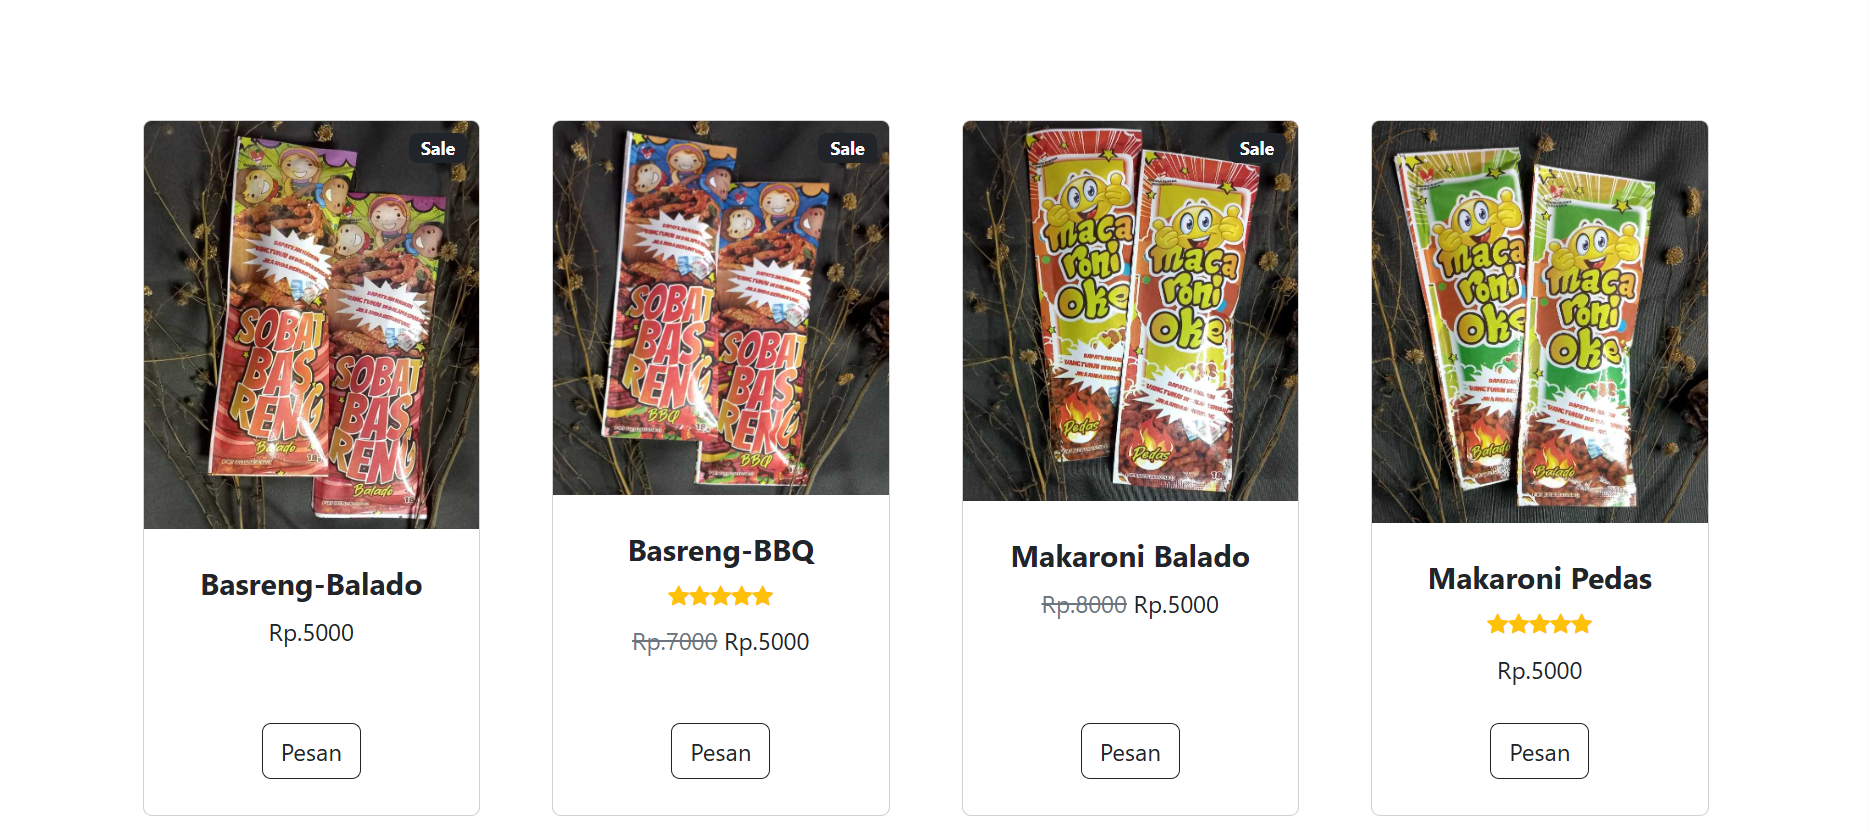 Sale
SOBAT
BAS
RENG
Balado
SOBAT
BAS
RENG
Balado
Basreng-Balado
Rp.5000
Pesan
Sale
SOBAT
BAS
RENG
BBQ
SOBAT
BAS
RENG
BBQ
Basreng-BBQ
Rp.7000 Rp.5000
Pesan
Sale
maca
roni
oke
Pedas
maca
roni
oke
Pedas
Makaroni Balado
Rp.8000 Rp.5000
Pesan
maca
roni
oke
Balado
maca
roni
oke
Balado
Makaroni Pedas
Rp.5000
Pesan